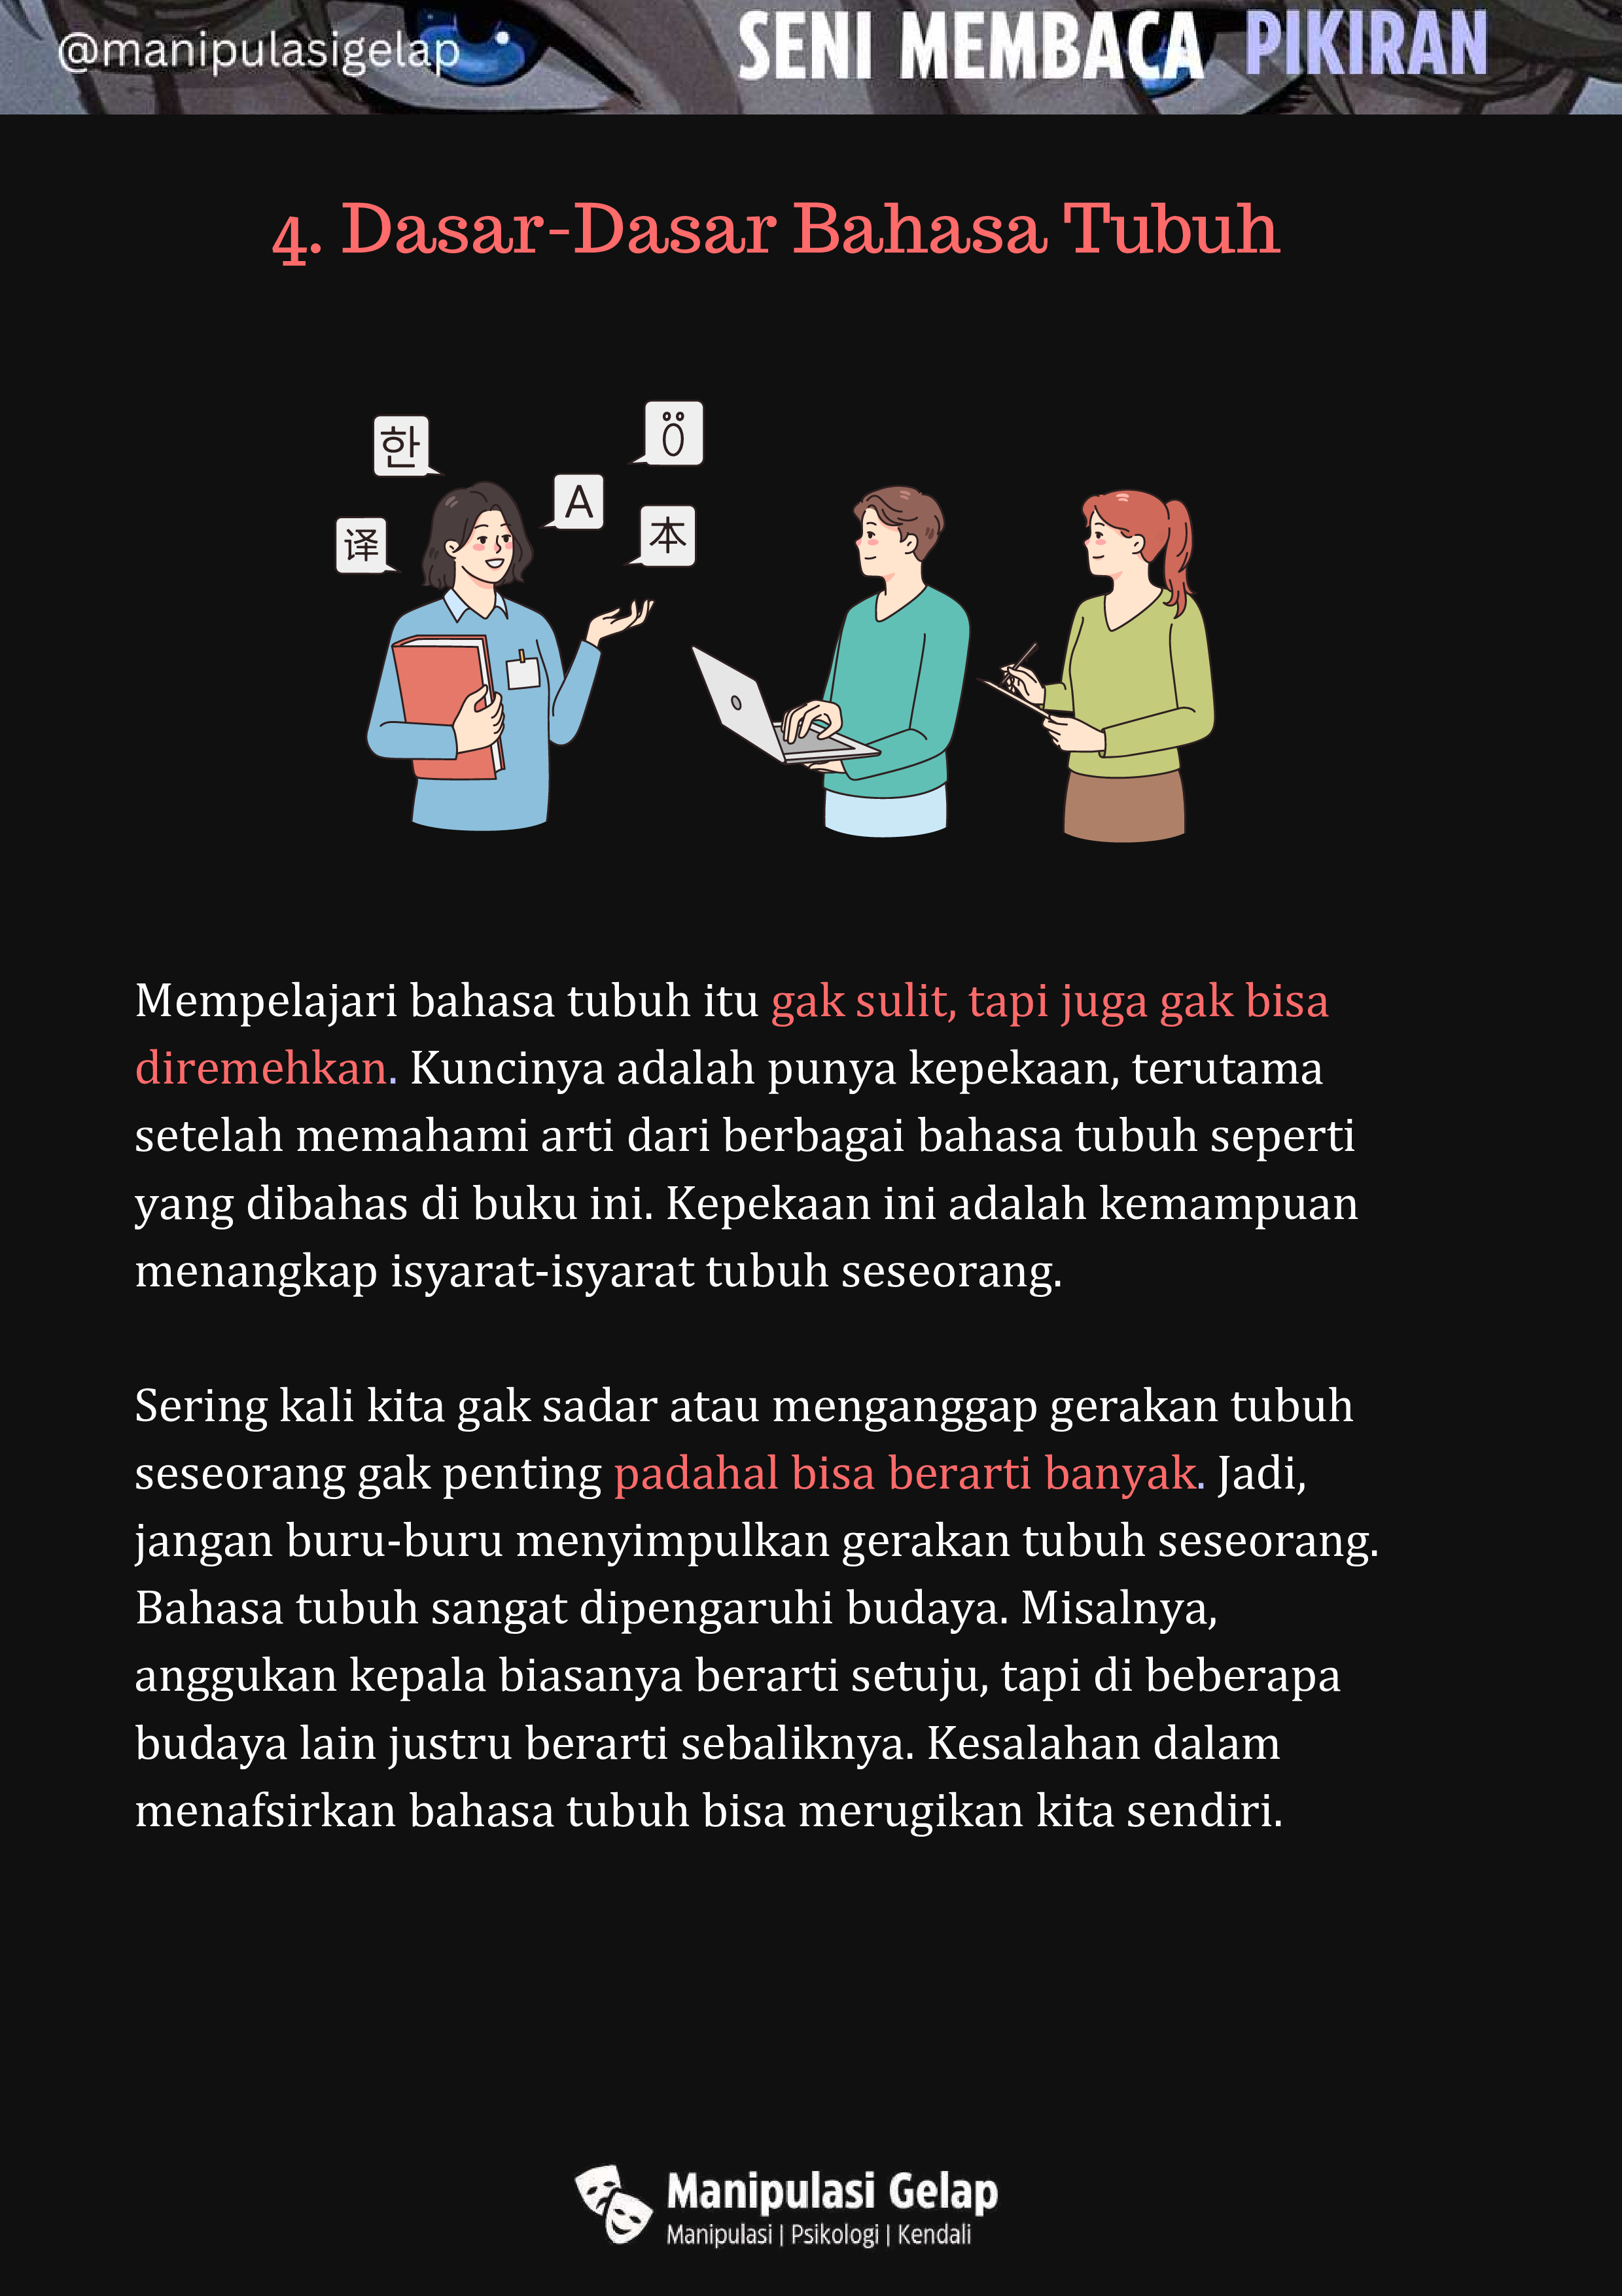 @manipulasigelap
SENI MEMBACA PIKIRAN
4. Dasar-Dasar Bahasa Tubuh
한
Ö
A
译
本
Mempelajari bahasa tubuh itu gak sulit, tapi juga gak bisa
diremehkan. Kuncinya adalah punya kepekaan, terutama
setelah memahami arti dari berbagai bahasa tubuh seperti
yang dibahas di buku ini. Kepekaan ini adalah kemampuan
menangkap isyarat-isyarat tubuh seseorang.
Sering kali kita gak sadar atau menganggap gerakan tubuh
seseorang gak penting padahal bisa berarti banyak. Jadi,
jangan buru-buru menyimpulkan gerakan tubuh seseorang.
Bahasa tubuh sangat dipengaruhi budaya. Misalnya,
anggukan kepala biasanya berarti setuju, tapi di beberapa
budaya lain justru berarti sebaliknya. Kesalahan dalam
menafsirkan bahasa tubuh bisa merugikan kita sendiri.
Manipulasi Gelap
Manipulasi | Psikologi | Kendali